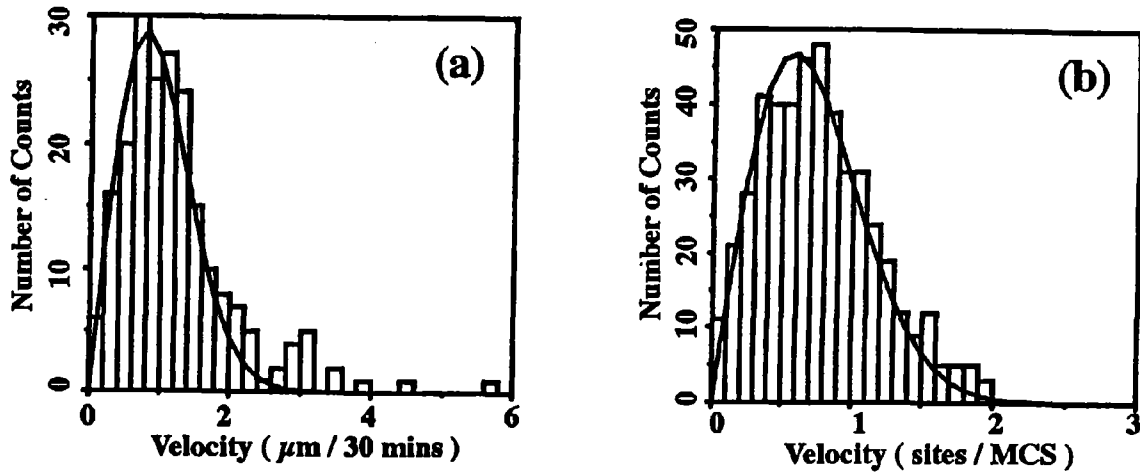 (a)
Number of Counts
30
20
10
0
0 2 4 6
Velocity ( μm / 30 mins )
(b)
Number of Counts
50
40
30
20
10
0
0 1 2 3
Velocity ( sites / MCS )